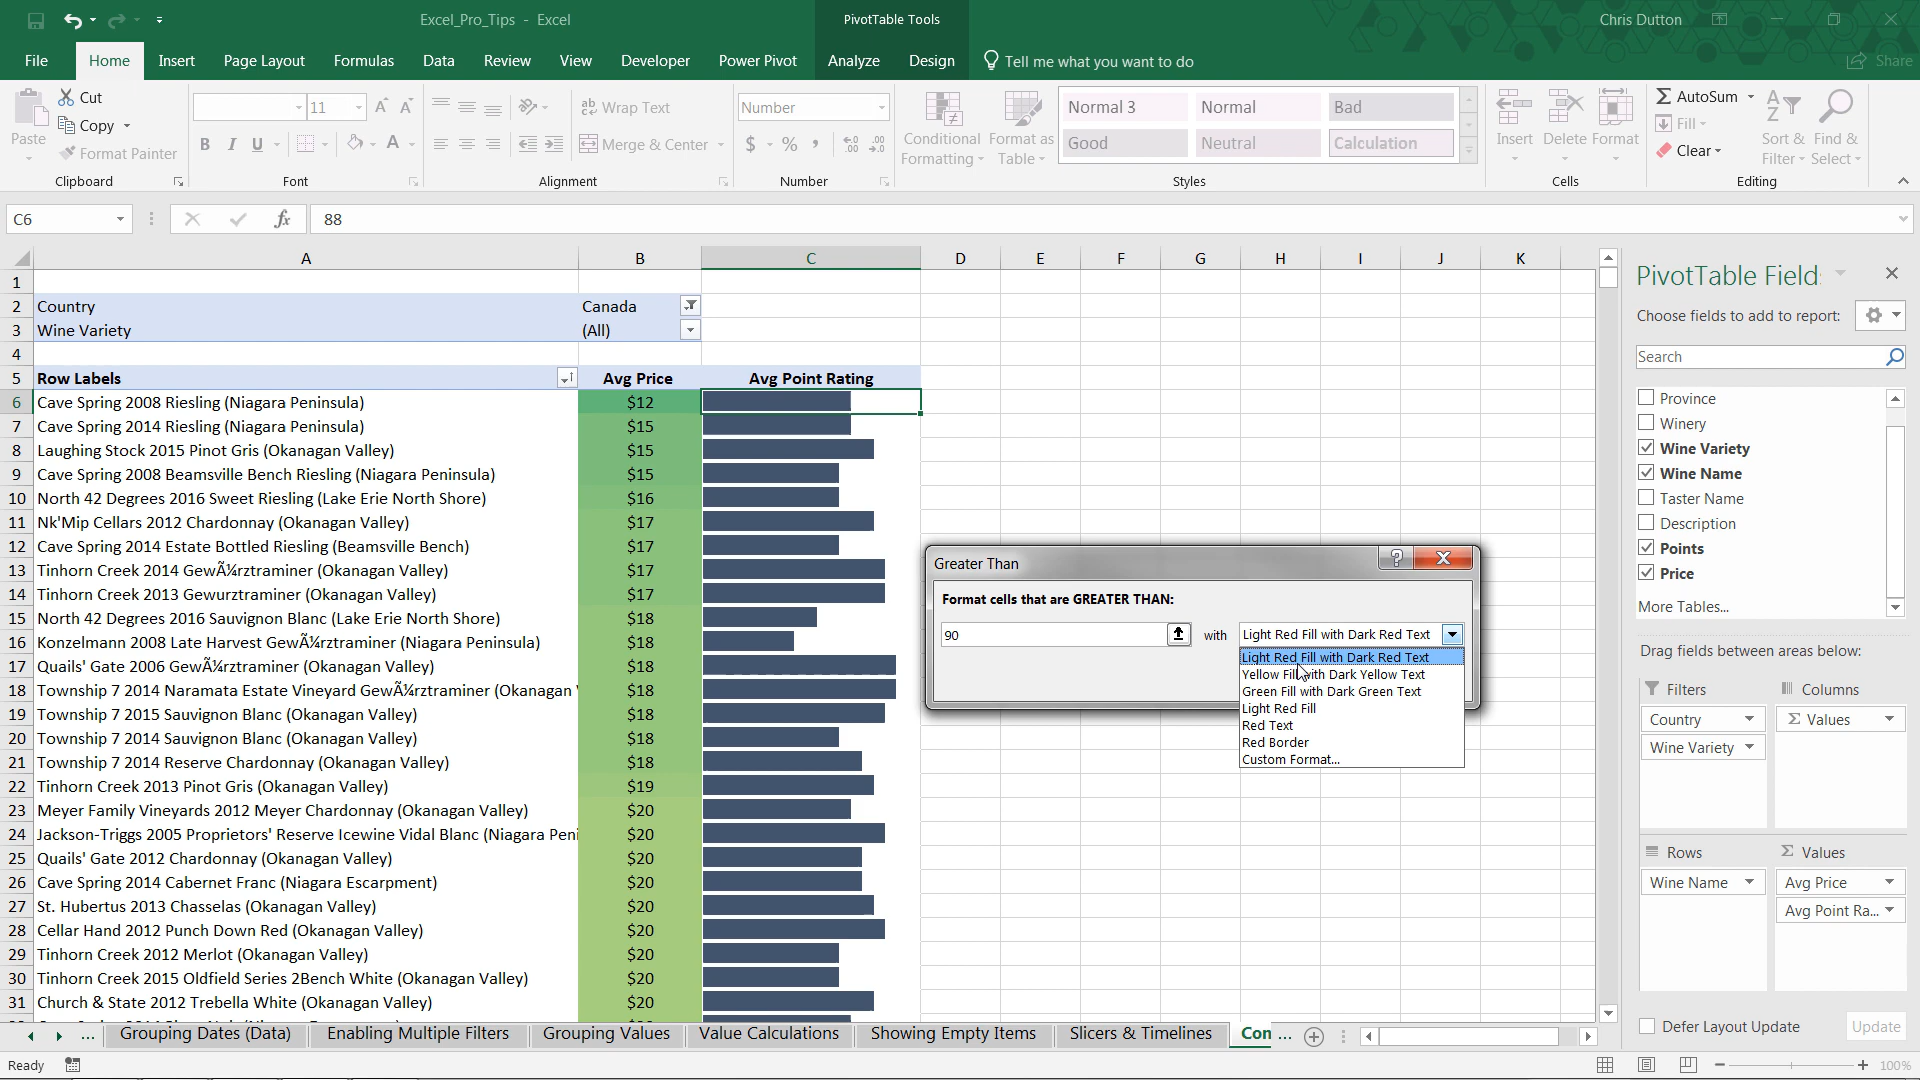 Excel_Pro_Tips - Excel
PivotTable Tools
Chris Dutton
File Home Insert Page Layout Formulas Data Review View Developer Power Pivot Analyze Design Tell me what you want to do Share
Paste
Cut
Copy
Format Painter
Clipboard
11
B I U
Font
Wrap Text
Merge & Center
Alignment
Number
$ % ,
Number
Conditional Formatting
Format as Table
Normal 3 Normal Bad
Good Neutral Calculation
Styles
Insert Delete Format
Cells
AutoSum
Fill
Clear
Sort & Filter
Find & Select
Editing
C6 fx 88
A B C D E F G H I J K
1
2 Country Canada
3 Wine Variety (All)
4
5 Row Labels Avg Price Avg Point Rating
6 Cave Spring 2008 Riesling (Niagara Peninsula) $12
7 Cave Spring 2014 Riesling (Niagara Peninsula) $15
8 Laughing Stock 2015 Pinot Gris (Okanagan Valley) $15
9 Cave Spring 2008 Beamsville Bench Riesling (Niagara Peninsula) $15
10 North 42 Degrees 2016 Sweet Riesling (Lake Erie North Shore) $16
11 Nk'Mip Cellars 2012 Chardonnay (Okanagan Valley) $17
12 Cave Spring 2014 Estate Bottled Riesling (Beamsville Bench) $17
13 Tinhorn Creek 2014 GewÃ¼rztraminer (Okanagan Valley) $17
14 Tinhorn Creek 2013 Gewurztraminer (Okanagan Valley) $17
15 North 42 Degrees 2016 Sauvignon Blanc (Lake Erie North Shore) $18
16 Konzelmann 2008 Late Harvest GewÃ¼rztraminer (Niagara Peninsula) $18
17 Quails' Gate 2006 GewÃ¼rztraminer (Okanagan Valley) $18
18 Township 7 2014 Naramata Estate Vineyard GewÃ¼rztraminer (Okanagan $18
19 Township 7 2015 Sauvignon Blanc (Okanagan Valley) $18
20 Township 7 2014 Sauvignon Blanc (Okanagan Valley) $18
21 Township 7 2014 Reserve Chardonnay (Okanagan Valley) $18
22 Tinhorn Creek 2013 Pinot Gris (Okanagan Valley) $19
23 Meyer Family Vineyards 2012 Meyer Chardonnay (Okanagan Valley) $20
24 Jackson-Triggs 2005 Proprietors' Reserve Icewine Vidal Blanc (Niagara Peni $20
25 Quails' Gate 2012 Chardonnay (Okanagan Valley) $20
26 Cave Spring 2014 Cabernet Franc (Niagara Escarpment) $20
27 St. Hubertus 2013 Chasselas (Okanagan Valley) $20
28 Cellar Hand 2012 Punch Down Red (Okanagan Valley) $20
29 Tinhorn Creek 2012 Merlot (Okanagan Valley) $20
30 Tinhorn Creek 2015 Oldfield Series 2Bench White (Okanagan Valley) $20
31 Church & State 2012 Trebella White (Okanagan Valley) $20
Greater Than
Format cells that are GREATER THAN:
90 with Light Red Fill with Dark Red Text
Light Red Fill with Dark Red Text
Yellow Fill with Dark Yellow Text
Green Fill with Dark Green Text
Light Red Fill
Red Text
Red Border
Custom Format...
PivotTable Field
Choose fields to add to report:
Search
Province
Winery
Wine Variety
Wine Name
Taster Name
Description
Points
Price
More Tables...
Drag fields between areas below:
Filters Columns
Country Values
Wine Variety
Rows Values
Wine Name Avg Price
Avg Point Ra...
Defer Layout Update Update
... Grouping Dates (Data) Enabling Multiple Filters Grouping Values Value Calculations Showing Empty Items Slicers & Timelines Con ...
Ready 100%